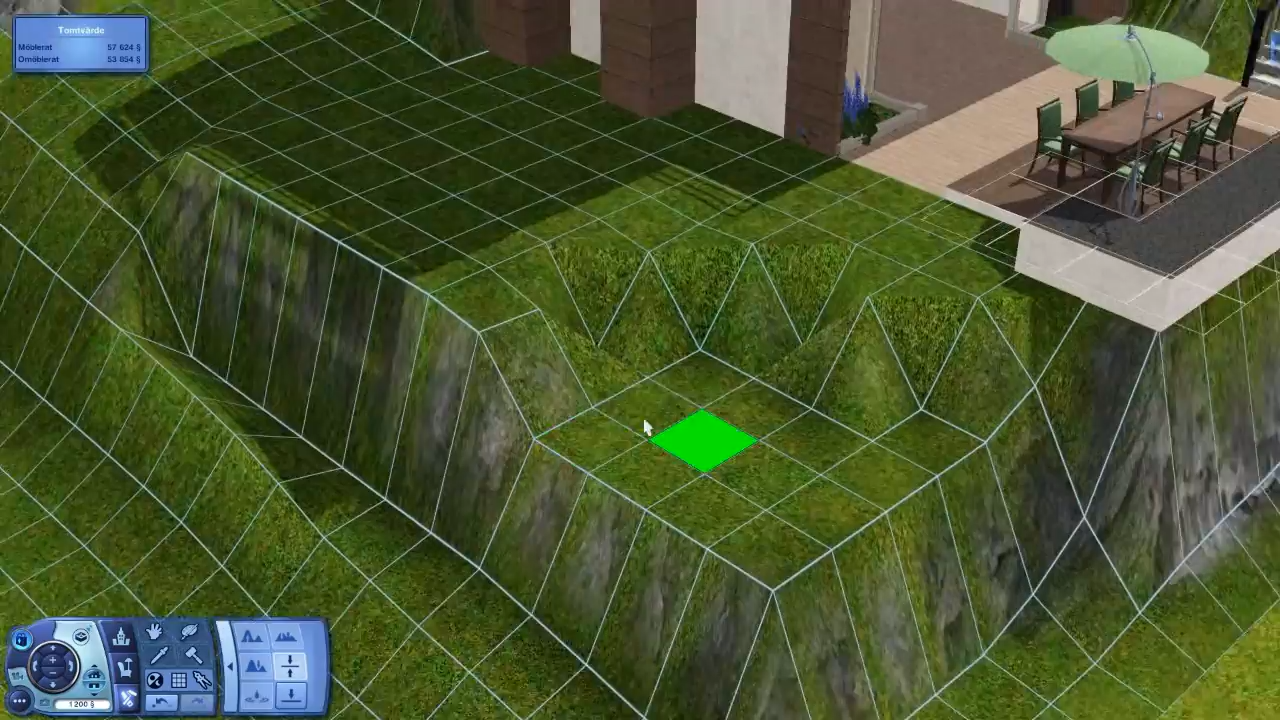 Tomtvärde
Möblerat 57 624 §
Omöblerat 53 854 §
1 200 §